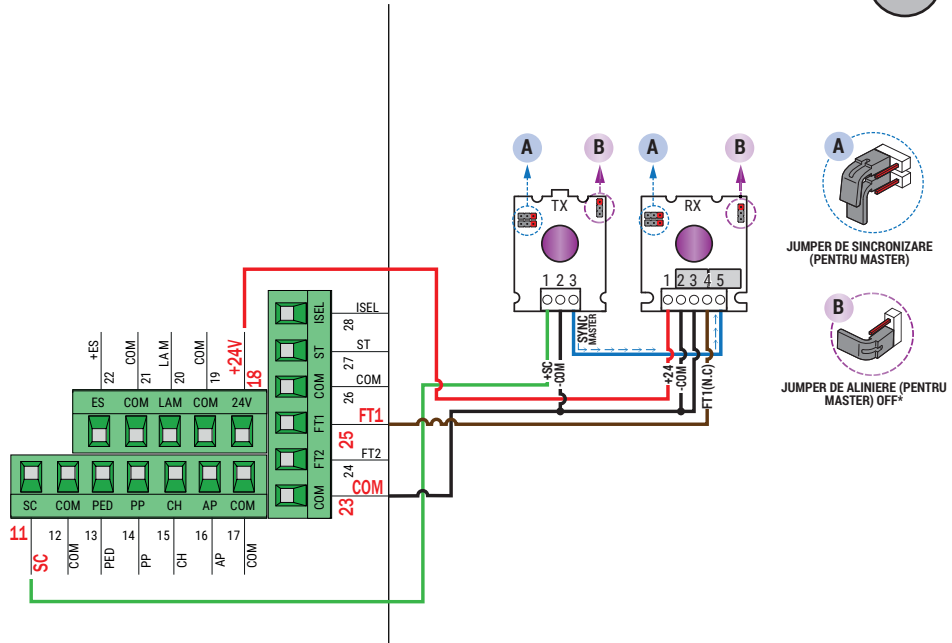 A
B
A
B
TX
RX
1 2 3
1 2 3 4 5
SYNC
MASTER
+SC
-COM
+24
-COM
FT1(N.C)
A
JUMPER DE SINCRONIZARE
(PENTRU MASTER)
B
JUMPER DE ALINIERE (PENTRU
MASTER) OFF*
+ES
22
COM
21
LAM
20
COM
19
+24V
18
ES COM LAM COM 24V
ISEL
ISEL
28
ST
ST
27
COM
COM
26
FT1
FT1
25
FT2
FT2
24
COM
COM
23
SC COM PED PP CH AP COM
11
SC
12
COM
13
PED
14
PP
15
CH
16
AP
17
COM